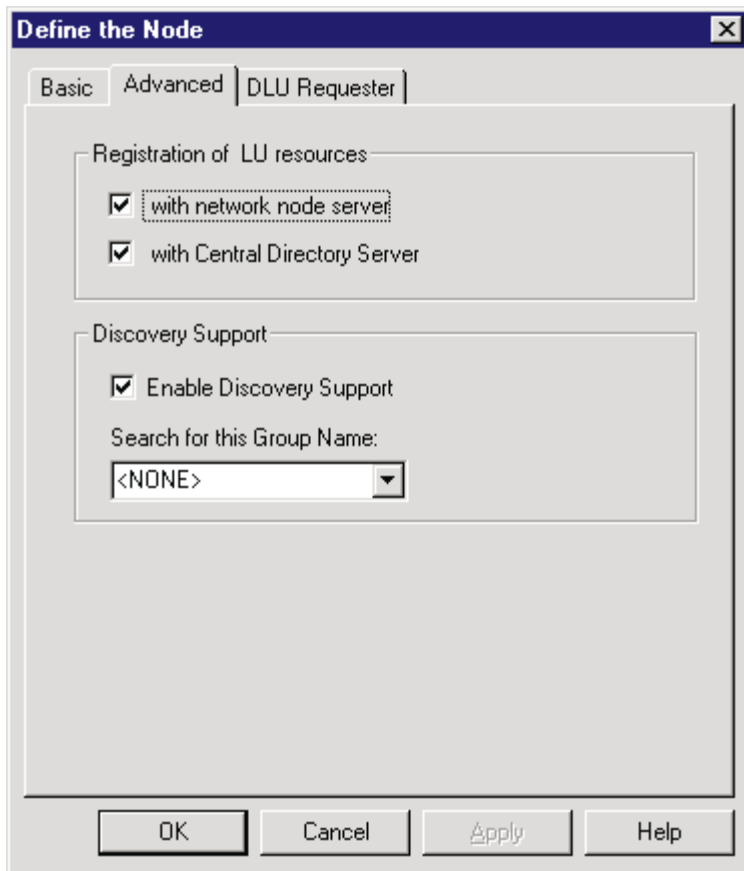 Define the Node
Basic Advanced DLU Requester
Registration of LU resources
with network node server
with Central Directory Server
Discovery Support
Enable Discovery Support
Search for this Group Name:
<NONE>
OK Cancel Apply Help